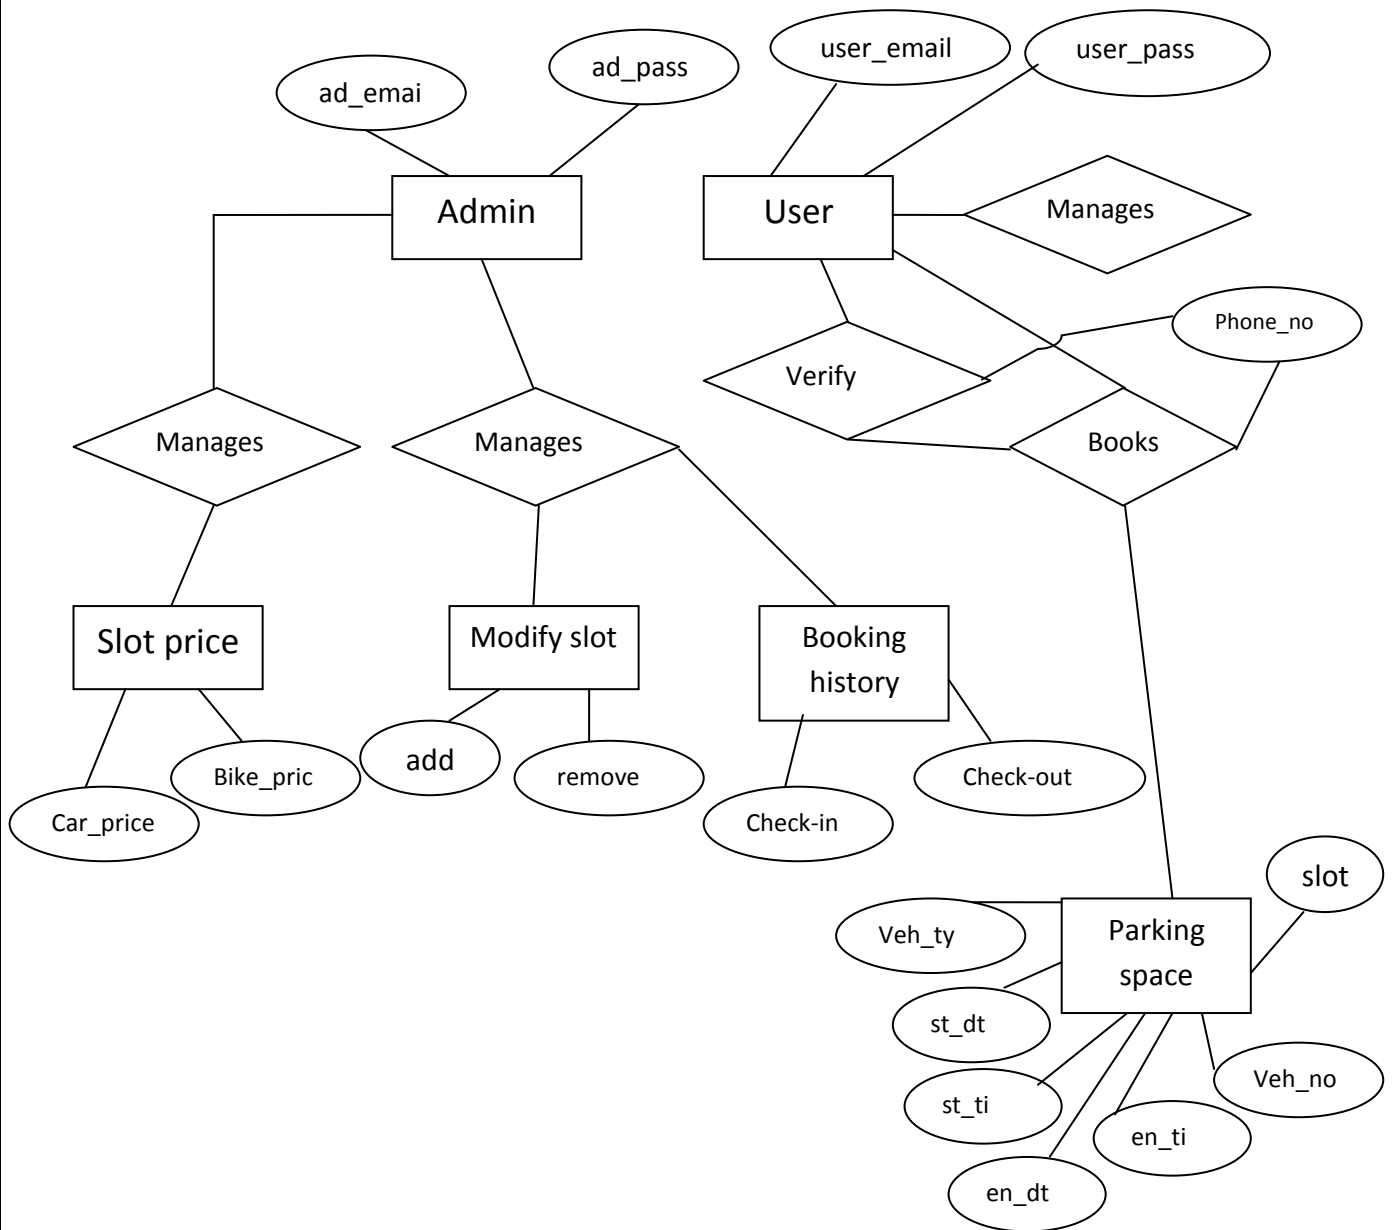 user_email
user_pass
ad_pass
ad_emai
Admin
User
Manages
Phone_no
Verify
Manages
Manages
Books
Slot price
Modify slot
Booking
history
add
Bike_pric
remove
Check-out
Car_price
Check-in
slot
Veh_ty
Parking
space
st_dt
Veh_no
st_ti
en_ti
en_dt